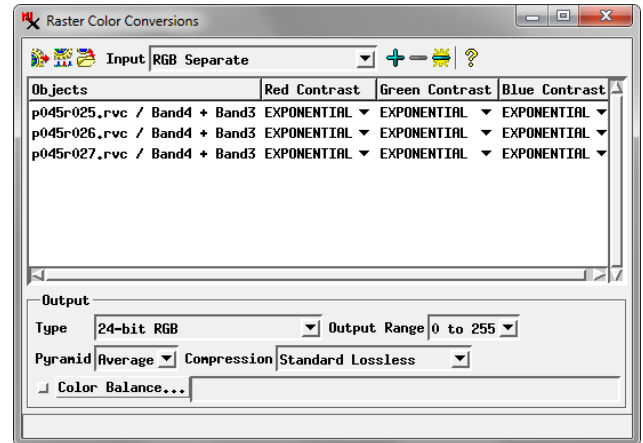 Raster Color Conversions
Input RGB Separate
Objects Red Contrast Green Contrast Blue Contrast
p045r025.rvc / Band4 + Band3 EXPONENTIAL EXPONENTIAL EXPONENTIAL
p045r026.rvc / Band4 + Band3 EXPONENTIAL EXPONENTIAL EXPONENTIAL
p045r027.rvc / Band4 + Band3 EXPONENTIAL EXPONENTIAL EXPONENTIAL
Output
Type 24-bit RGB Output Range 0 to 255
Pyramid Average Compression Standard Lossless
Color Balance...